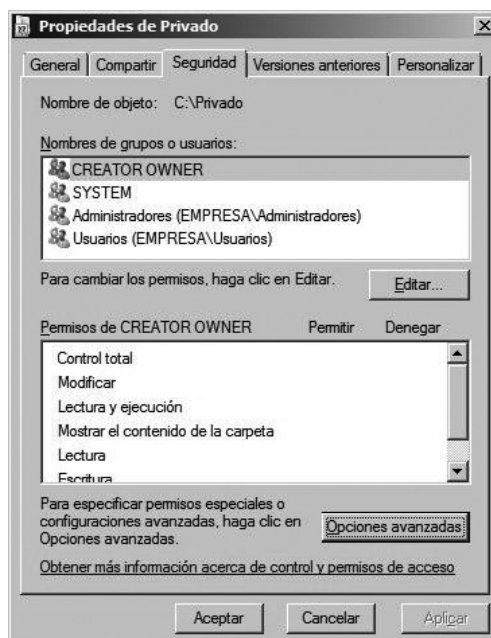 Propiedades de Privado
General Compartir Seguridad Versiones anteriores Personalizar
Nombre de objeto: C:\Privado
Nombres de grupos o usuarios:
CREATOR OWNER
SYSTEM
Administradores (EMPRESA\Administradores)
Usuarios (EMPRESA\Usuarios)
Para cambiar los permisos, haga clic en Editar.
Editar...
Permisos de CREATOR OWNER Permitir Denegar
Control total
Modificar
Lectura y ejecución
Mostrar el contenido de la carpeta
Lectura
Escritura
Para especificar permisos especiales o
configuraciones avanzadas, haga clic en
Opciones avanzadas.
Opciones avanzadas
Obtener más información acerca de control y permisos de acceso
Aceptar Cancelar Aplicar